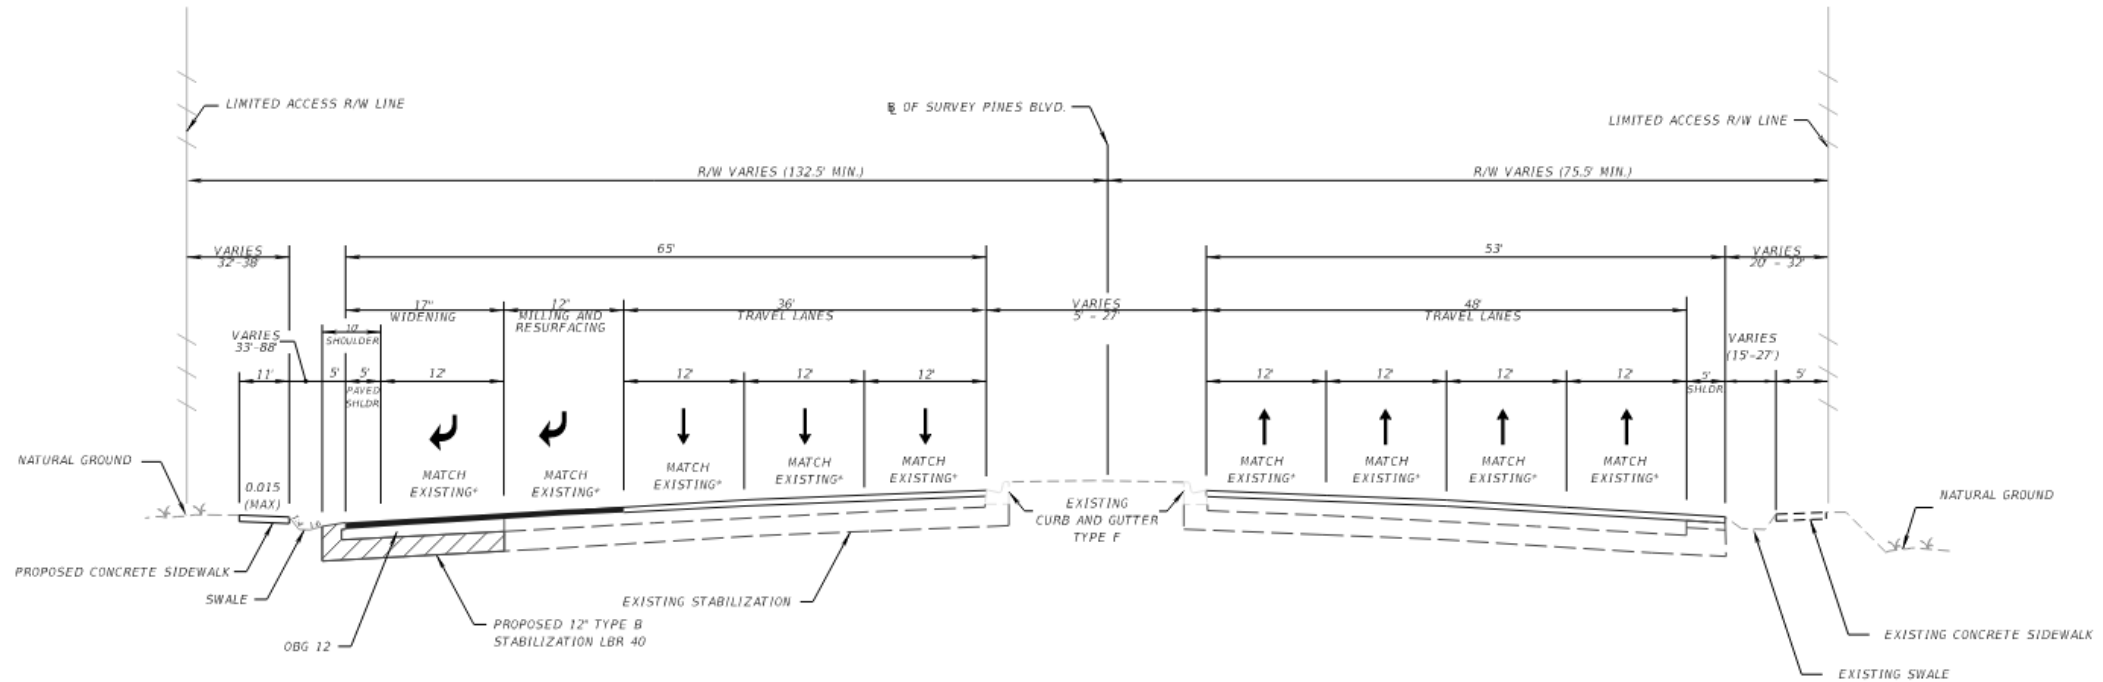 LIMITED ACCESS R/W LINE
℄ OF SURVEY PINES BLVD.
LIMITED ACCESS R/W LINE
R/W VARIES (132.5' MIN.)
R/W VARIES (75.5' MIN.)
VARIES
32'-38'
65'
53'
VARIES
20' - 32'
17"
WIDENING
12"
MILLING AND
RESURFACING
36'
TRAVEL LANES
VARIES
5' - 27'
48'
TRAVEL LANES
10'
SHOULDER
VARIES
33'-88'
VARIES
(15'-27')
11'
5'
5'
PAVED
SHLDR
12'
12'
12'
12'
12'
12'
12'
12'
5'
SHLDR
5'
NATURAL GROUND
0.015
(MAX)
MATCH
EXISTING*
MATCH
EXISTING*
MATCH
EXISTING*
MATCH
EXISTING*
MATCH
EXISTING*
MATCH
EXISTING*
MATCH
EXISTING*
MATCH
EXISTING*
MATCH
EXISTING*
EXISTING
CURB AND GUTTER
TYPE F
NATURAL GROUND
PROPOSED CONCRETE SIDEWALK
SWALE
OBG 12
PROPOSED 12" TYPE B
STABILIZATION LBR 40
EXISTING STABILIZATION
EXISTING CONCRETE SIDEWALK
EXISTING SWALE